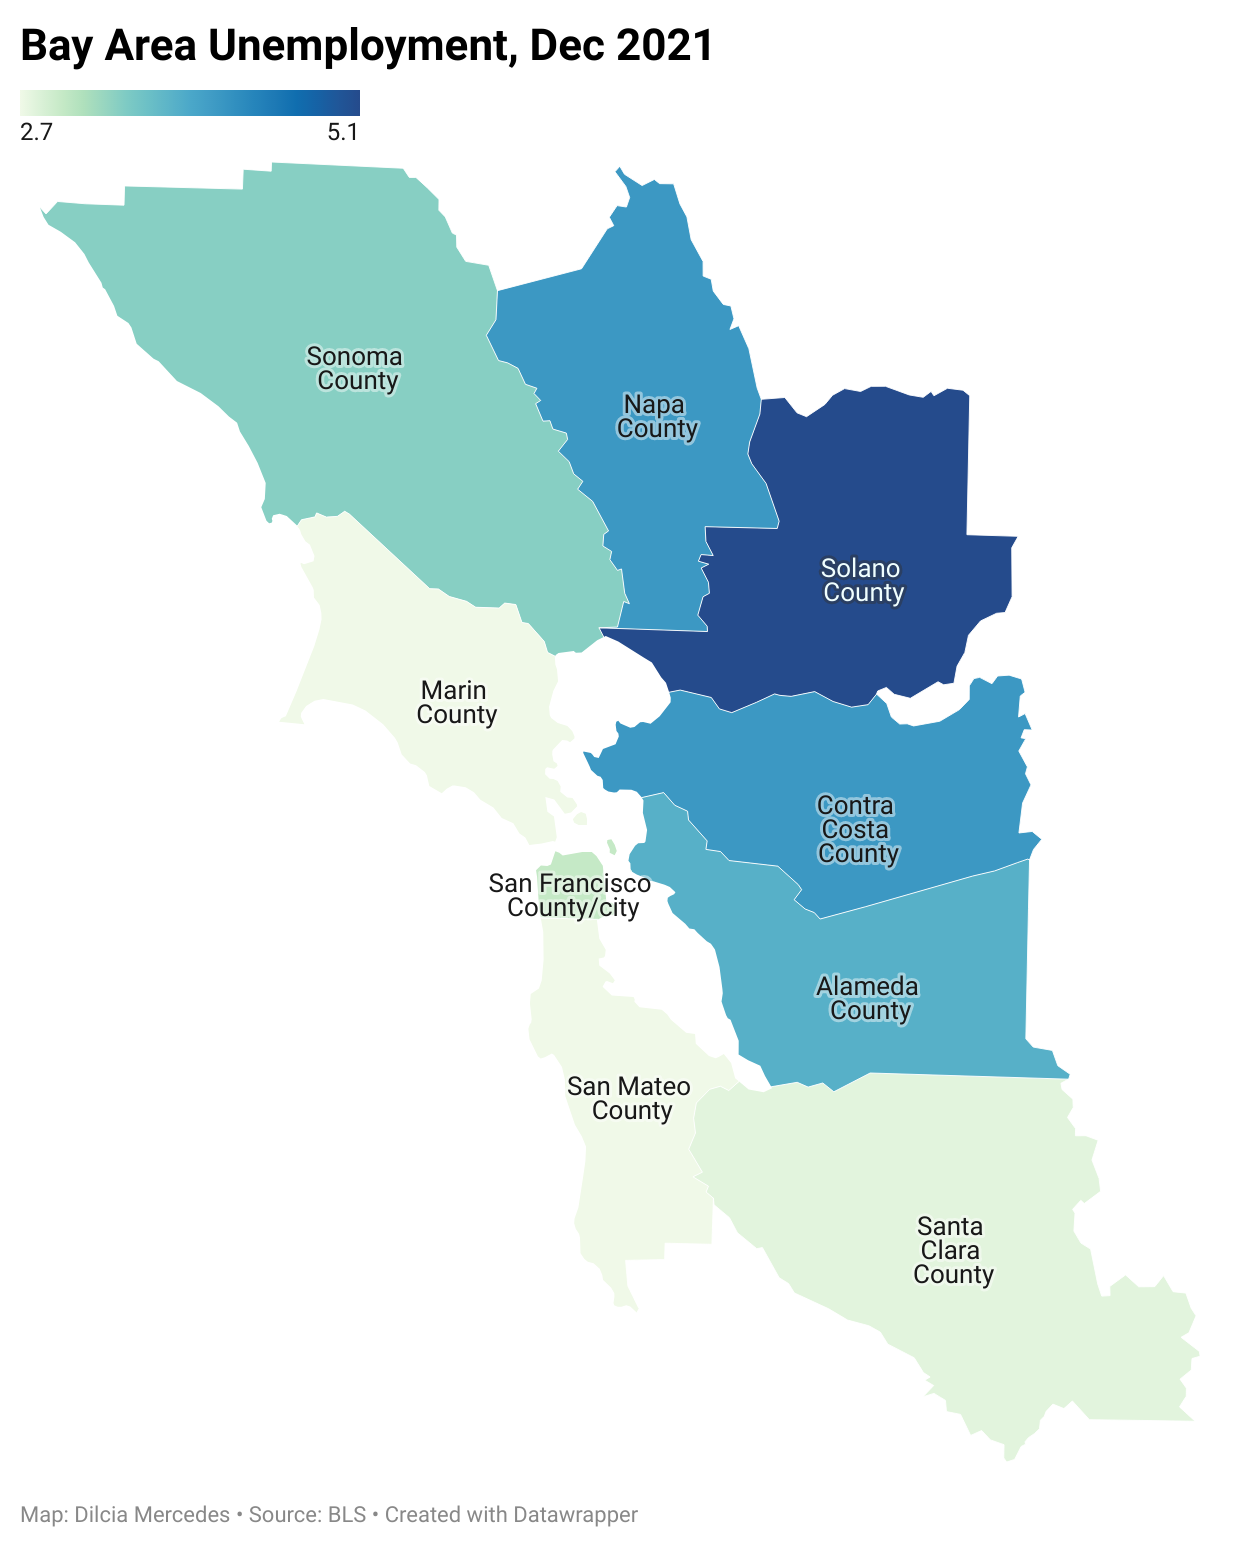 Bay Area Unemployment, Dec 2021
2.7 5.1
Sonoma
County
Napa
County
Solano
County
Marin
County
Contra
Costa
County
San Francisco
County/city
Alameda
County
San Mateo
County
Santa
Clara
County
Map: Dilcia Mercedes • Source: BLS • Created with Datawrapper